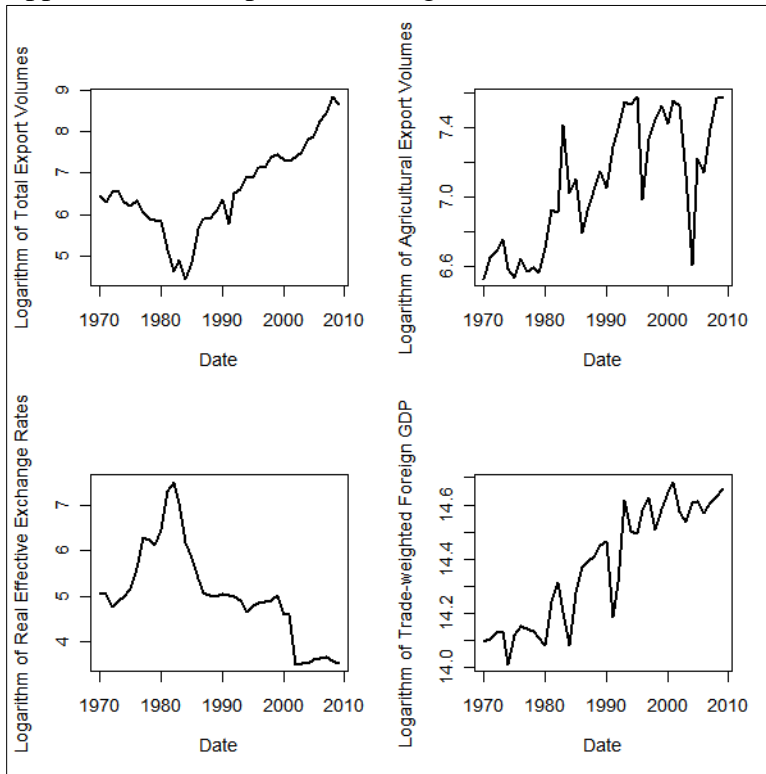 Logarithm of Total Export Volumes
9
8
7
6
5
1970 1980 1990 2000 2010
Date
Logarithm of Agricultural Export Volumes
7.4
7.0
6.6
1970 1980 1990 2000 2010
Date
Logarithm of Real Effective Exchange Rates
7
6
5
4
1970 1980 1990 2000 2010
Date
Logarithm of Trade-weighted Foreign GDP
14.6
14.4
14.2
14.0
1970 1980 1990 2000 2010
Date